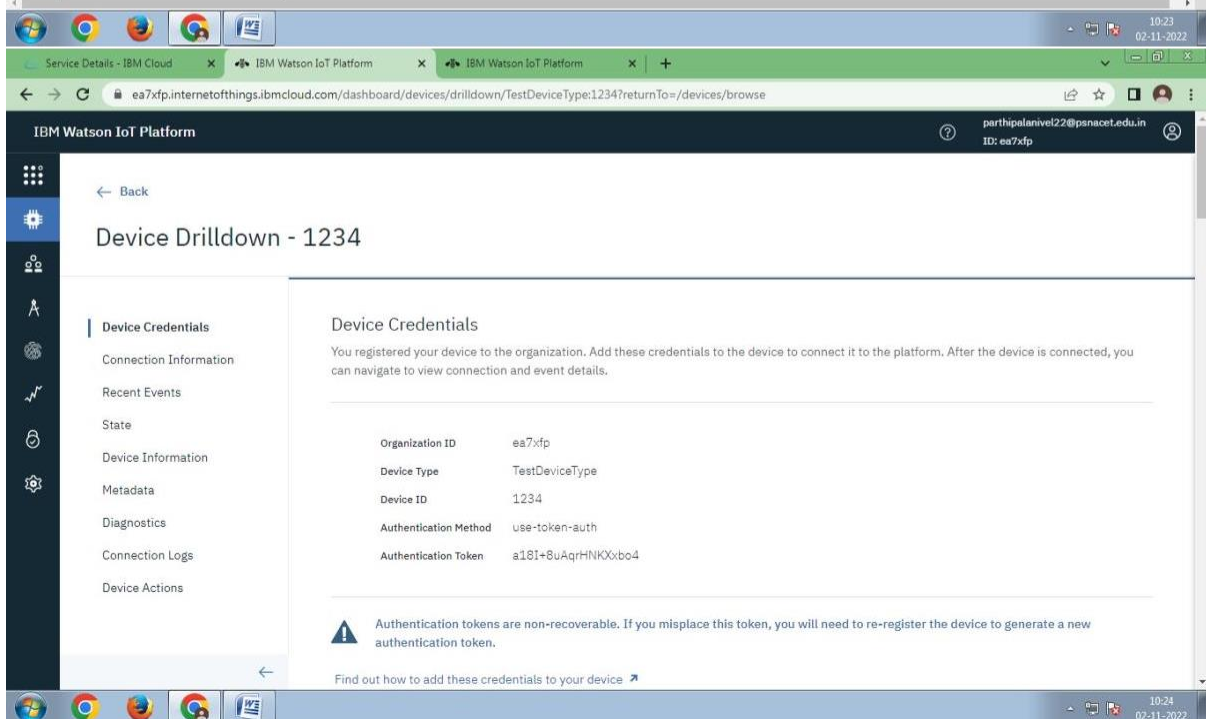 10:23
02-11-2022
Service Details - IBM Cloud
IBM Watson IoT Platform
IBM Watson IoT Platform
ea7xfp.internetofthings.ibmcloud.com/dashboard/devices/drilldown/TestDeviceType:1234?returnTo=/devices/browse
IBM Watson IoT Platform
parthipalanivel22@psnacet.edu.in
ID: ea7xfp
Back
Device Drilldown - 1234
Device Credentials
Connection Information
Recent Events
State
Device Information
Metadata
Diagnostics
Connection Logs
Device Actions
Device Credentials
You registered your device to the organization. Add these credentials to the device to connect it to the platform. After the device is connected, you
can navigate to view connection and event details.
Organization ID ea7xfp
Device Type TestDeviceType
Device ID 1234
Authentication Method use-token-auth
Authentication Token a18I+8uAqrHNKXxbo4
Authentication tokens are non-recoverable. If you misplace this token, you will need to re-register the device to generate a new
authentication token.
Find out how to add these credentials to your device
10:24
02-11-2022